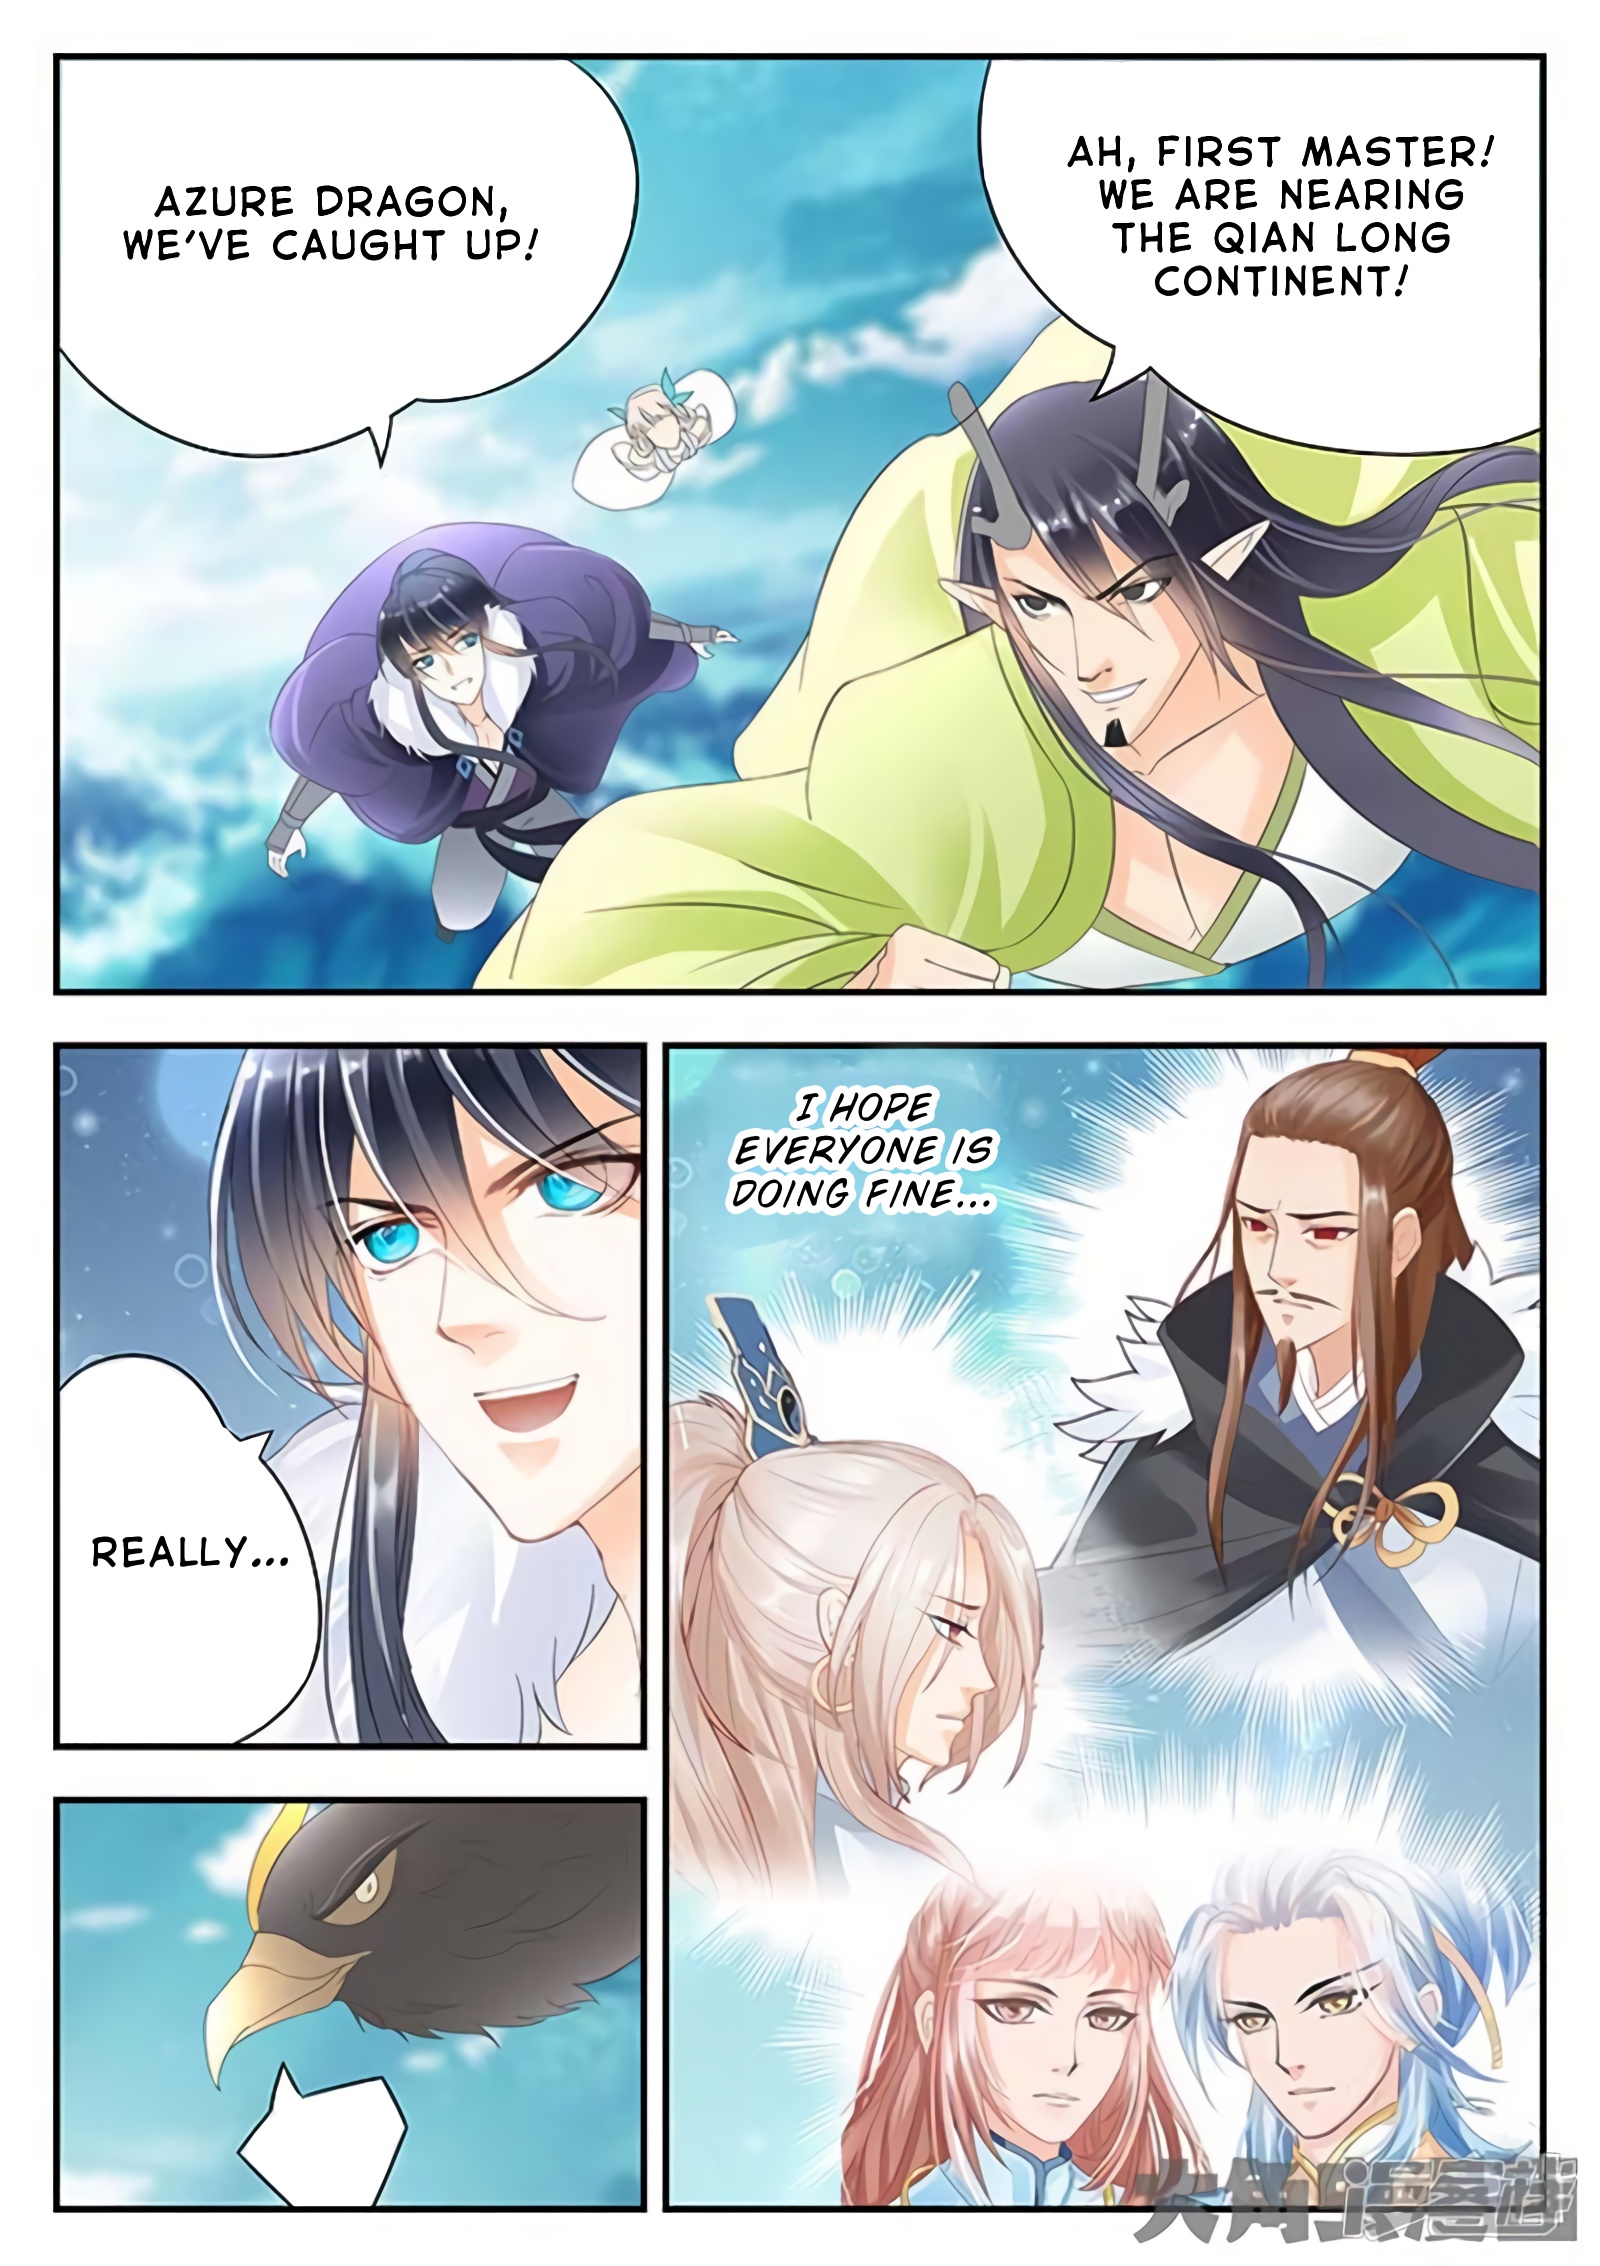 AZURE DRAGON,
WE'VE CAUGHT UP!
AH, FIRST MASTER!
WE ARE NEARING
THE QIAN LONG
CONTINENT!
REALLY...
I HOPE
EVERYONE IS
DOING FINE...